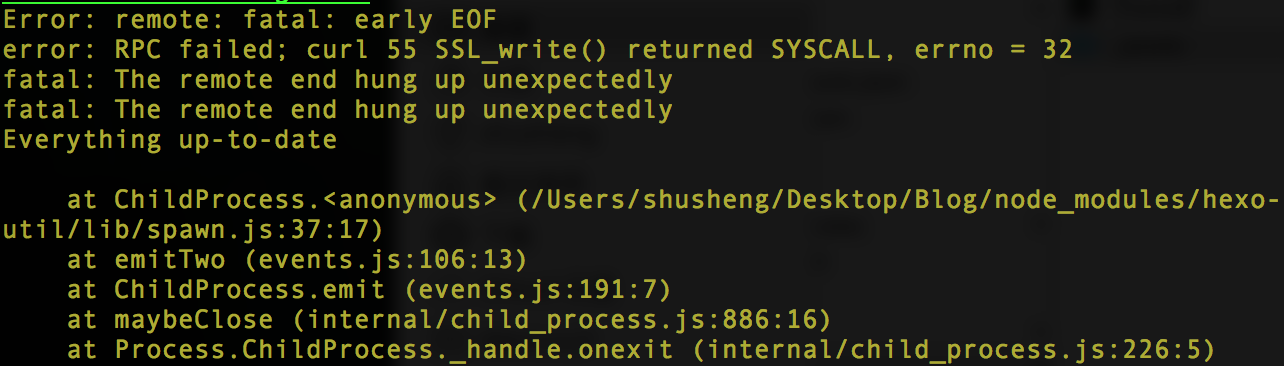 Error: remote: fatal: early EOF
error: RPC failed; curl 55 SSL_write() returned SYSCALL, errno = 32
fatal: The remote end hung up unexpectedly
fatal: The remote end hung up unexpectedly
Everything up-to-date
    at ChildProcess.<anonymous> (/Users/shusheng/Desktop/Blog/node_modules/hexo-
util/lib/spawn.js:37:17)
    at emitTwo (events.js:106:13)
    at ChildProcess.emit (events.js:191:7)
    at maybeClose (internal/child_process.js:886:16)
    at Process.ChildProcess._handle.onexit (internal/child_process.js:226:5)